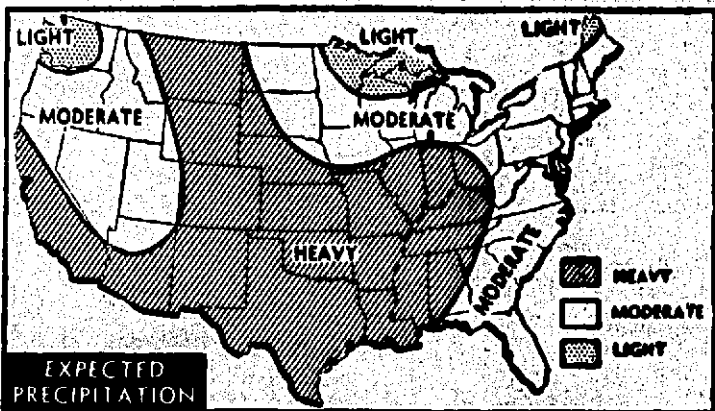 LIGHT
LIGHT
LIGHT
MODERATE
MODERATE
HEAVY
MODERATE
HEAVY
MODERATE
LIGHT
EXPECTED
PRECIPITATION